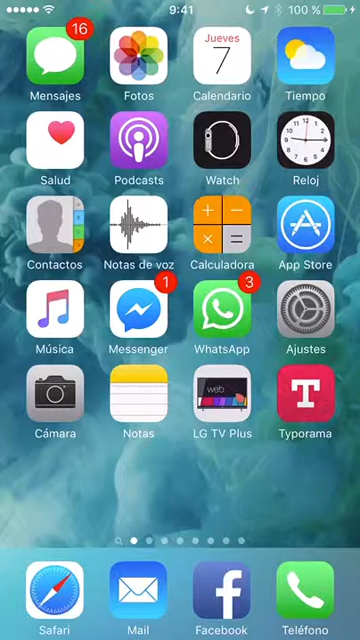 9:41 100 %
16
Jueves
7
Mensajes Fotos Calendario Tiempo
Salud Podcasts Watch Reloj
Contactos Notas de voz Calculadora App Store
1 3
Música Messenger WhatsApp Ajustes
web
T
Cámara Notas LG TV Plus Typorama
Safari Mail Facebook Teléfono